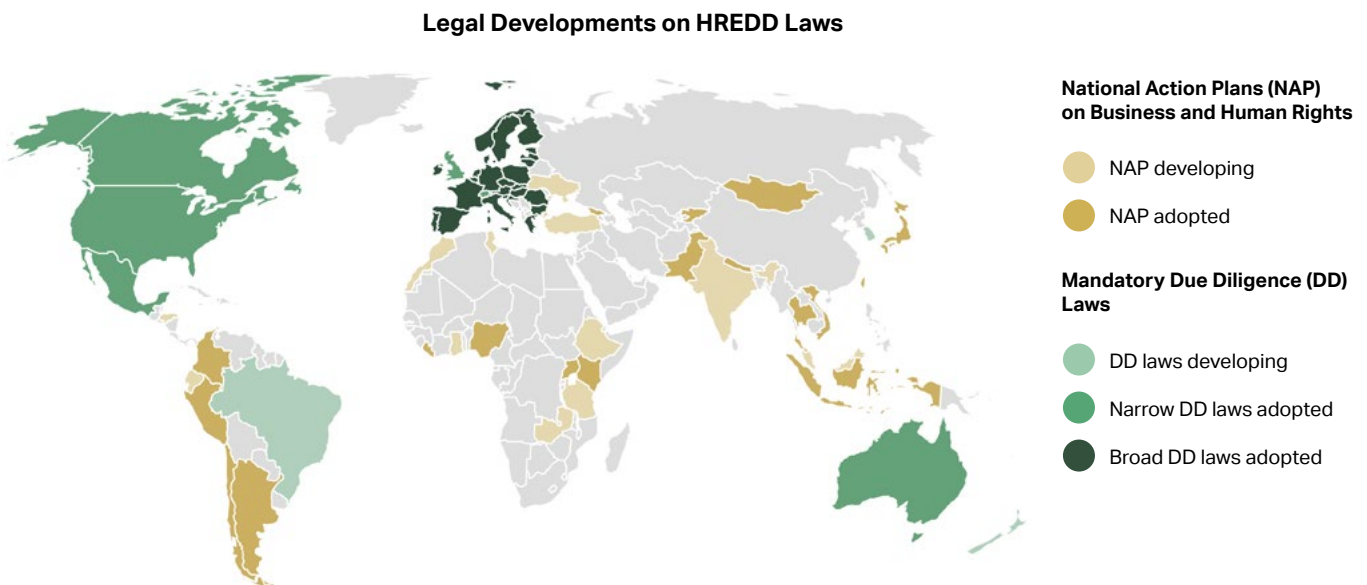 Legal Developments on HREDD Laws
National Action Plans (NAP)
on Business and Human Rights
NAP developing
NAP adopted
Mandatory Due Diligence (DD)
Laws
DD laws developing
Narrow DD laws adopted
Broad DD laws adopted